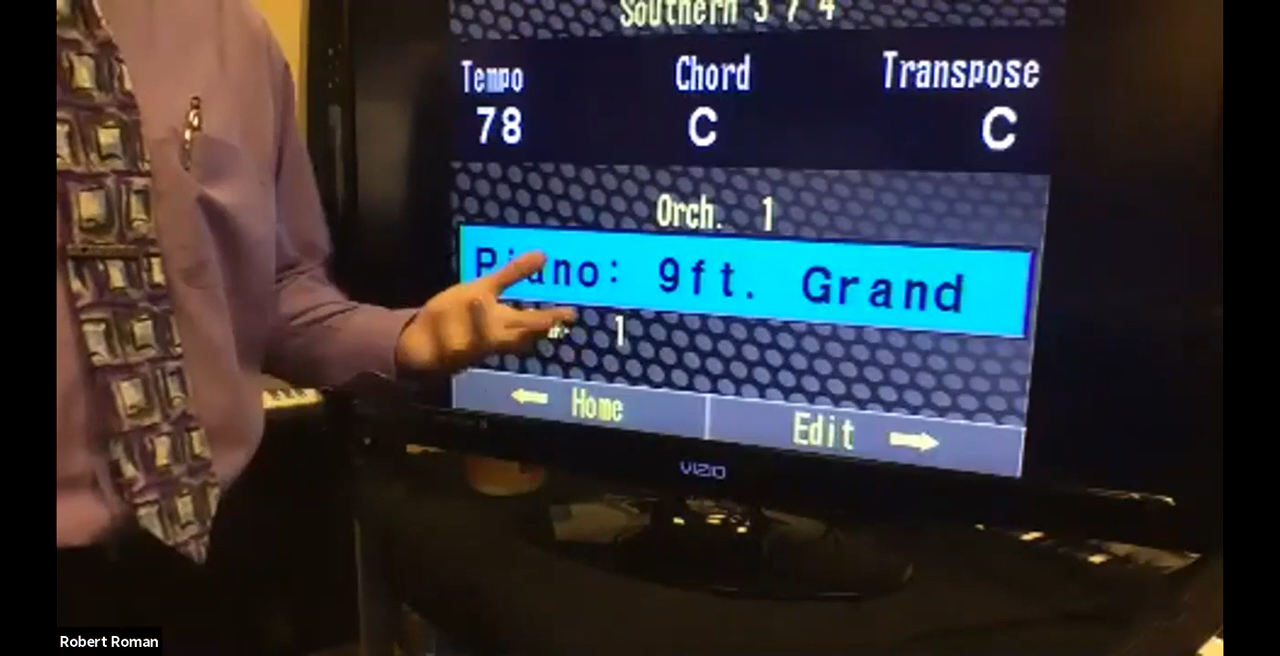 Southern 3 / 4
Tempo Chord Transpose
78 C C
Orch. 1
Piano: 9ft. Grand
1
← Home Edit →
VIZIO
Robert Roman